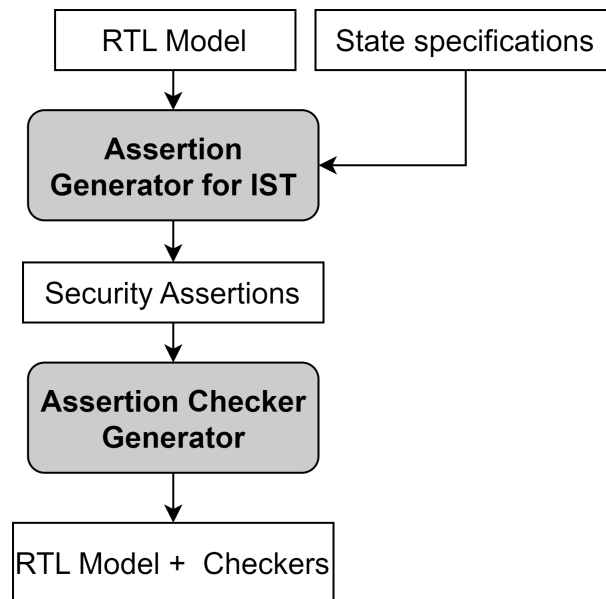 RTL Model
State specifications
Assertion
Generator for IST
Security Assertions
Assertion Checker
Generator
RTL Model + Checkers